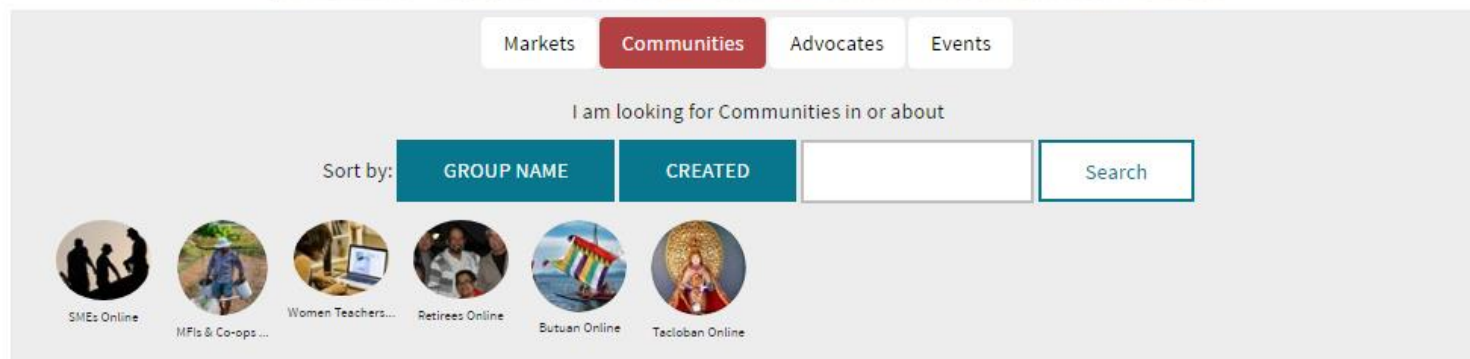 Markets Communities Advocates Events
I am looking for Communities in or about
Sort by: GROUP NAME CREATED Search
SMEs Online
MFIs & Co-ops ...
Women Teachers...
Retirees Online
Butuan Online
Tacloban Online